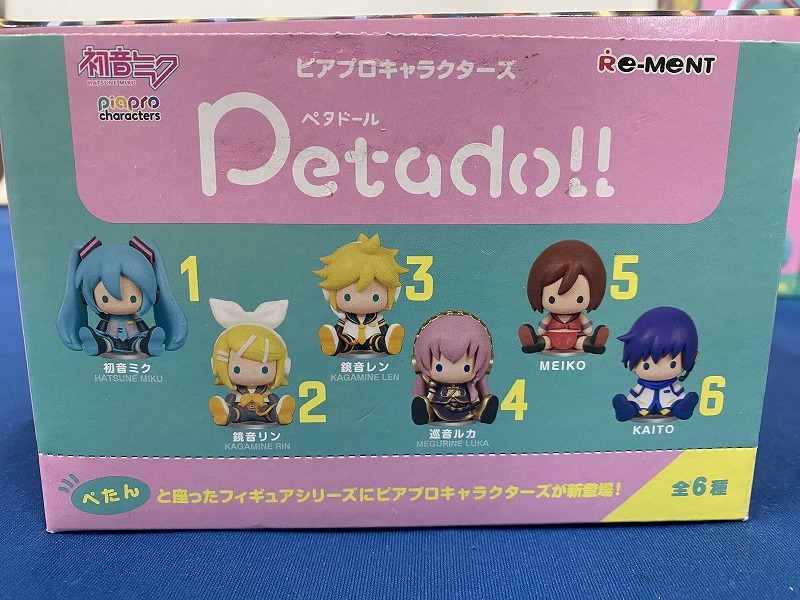 初音ミク
HATSUNE MIKU
piapro
characters
ピアプロキャラクターズ
Re-MeNT
ペタドール
Petado!!
1
初音ミク
HATSUNE MIKU
2
鏡音リン
KAGAMINE RIN
3
鏡音レン
KAGAMINE LEN
4
巡音ルカ
MEGURINE LUKA
5
MEIKO
6
KAITO
ぺたん と座ったフィギュアシリーズにピアプロキャラクターズが新登場!
全6種